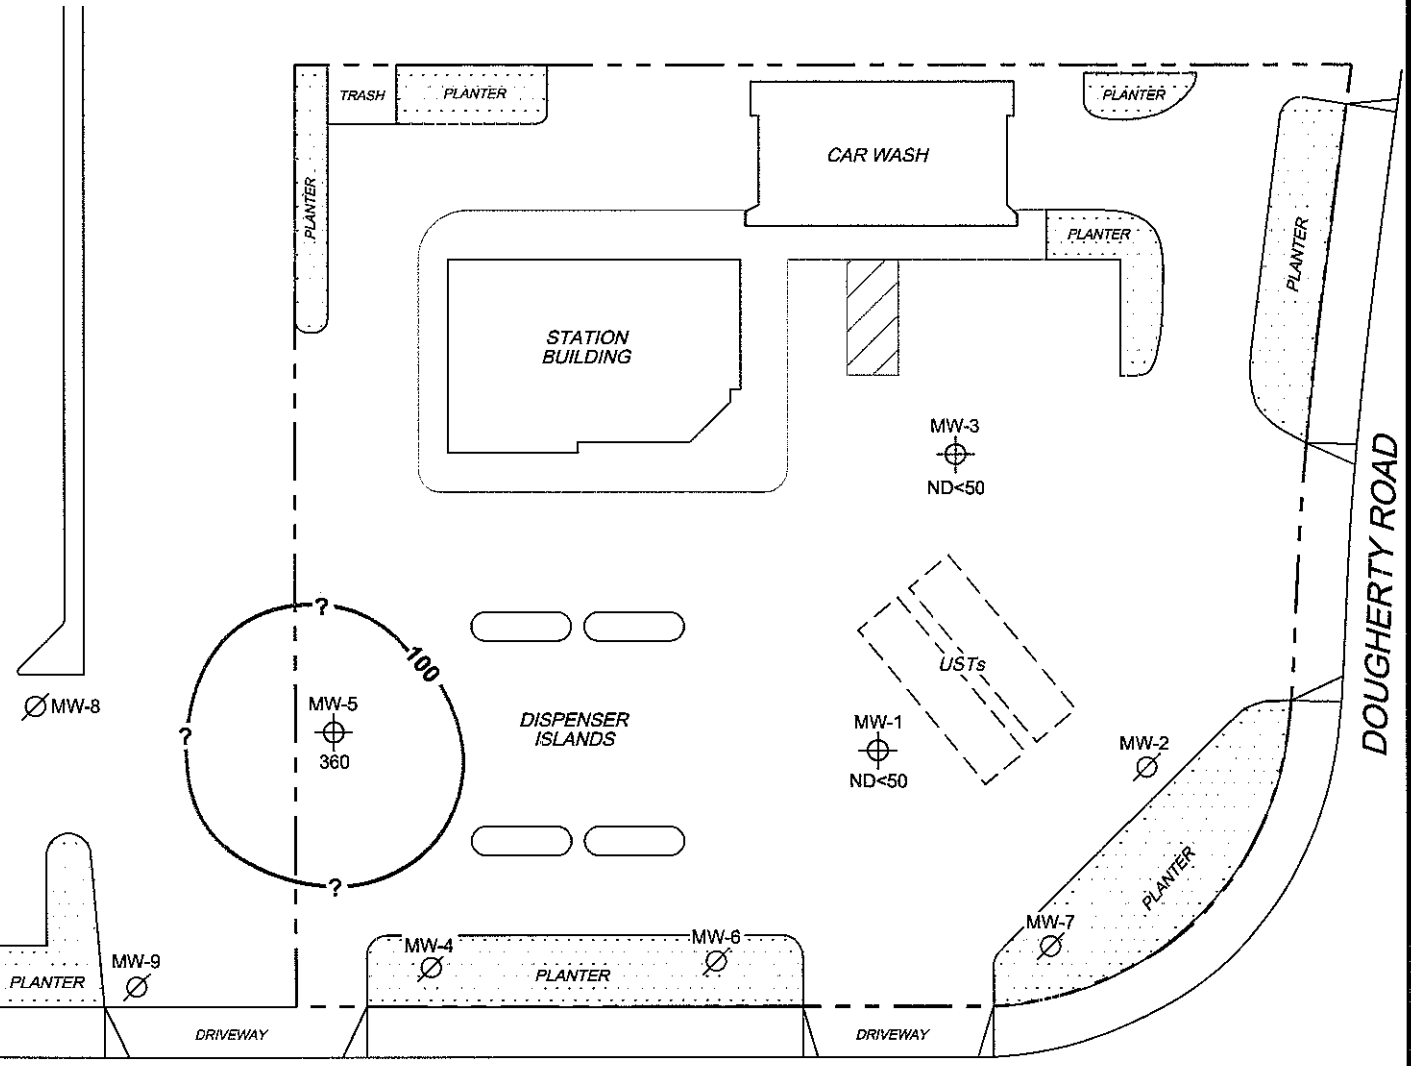 TRASH
PLANTER
PLANTER
CAR WASH
PLANTER
PLANTER
PLANTER
PLANTER
STATION
BUILDING
MW-3
ND<50
DOUGHERTY ROAD
?
100
USTs
MW-8
MW-5
360
?
DISPENSER
ISLANDS
MW-1
ND<50
MW-2
?
PLANTER
MW-7
MW-4
MW-6
MW-9
PLANTER
PLANTER
DRIVEWAY
DRIVEWAY